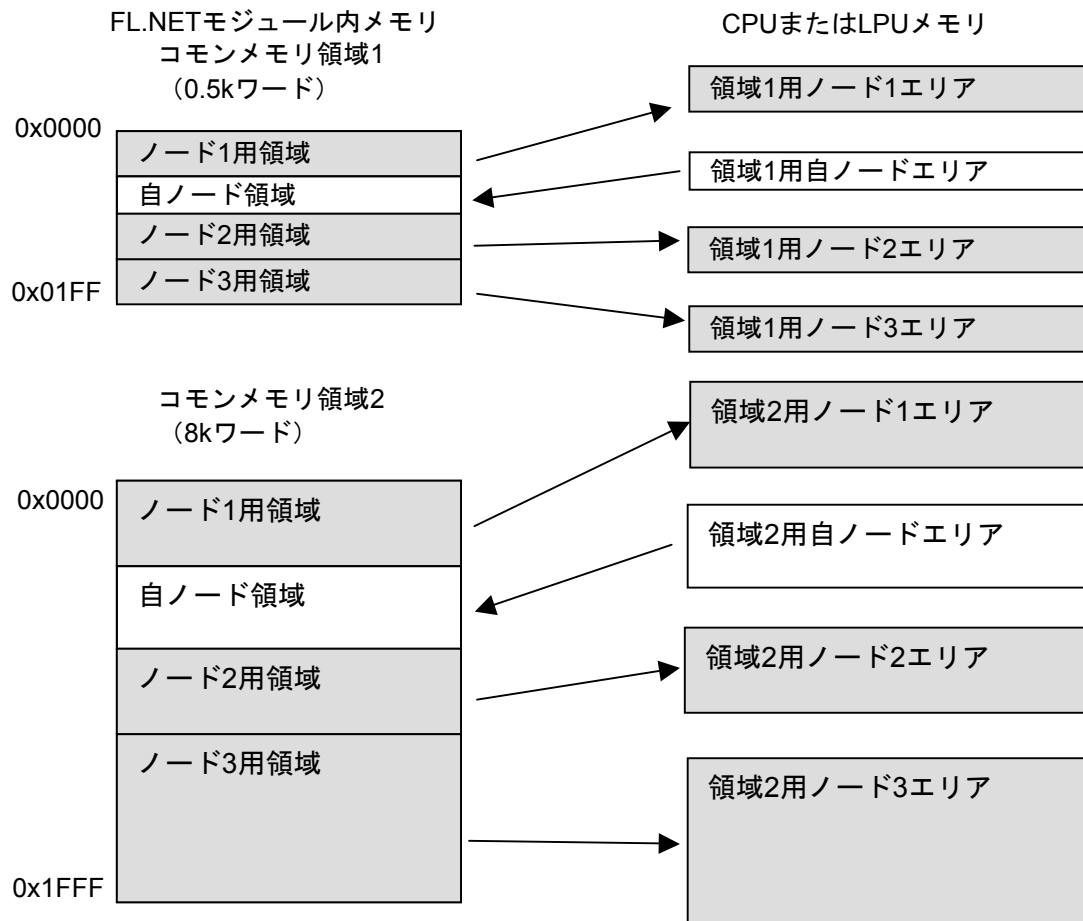 FL.NETモジュール内メモリ
コモンメモリ領域1
（0.5kワード）
0x0000
ノード1用領域
自ノード領域
ノード2用領域
ノード3用領域
0x01FF
コモンメモリ領域2
（8kワード）
0x0000
ノード1用領域
自ノード領域
ノード2用領域
ノード3用領域
0x1FFF
CPUまたはLPUメモリ
領域1用ノード1エリア
領域1用自ノードエリア
領域1用ノード2エリア
領域1用ノード3エリア
領域2用ノード1エリア
領域2用自ノードエリア
領域2用ノード2エリア
領域2用ノード3エリア